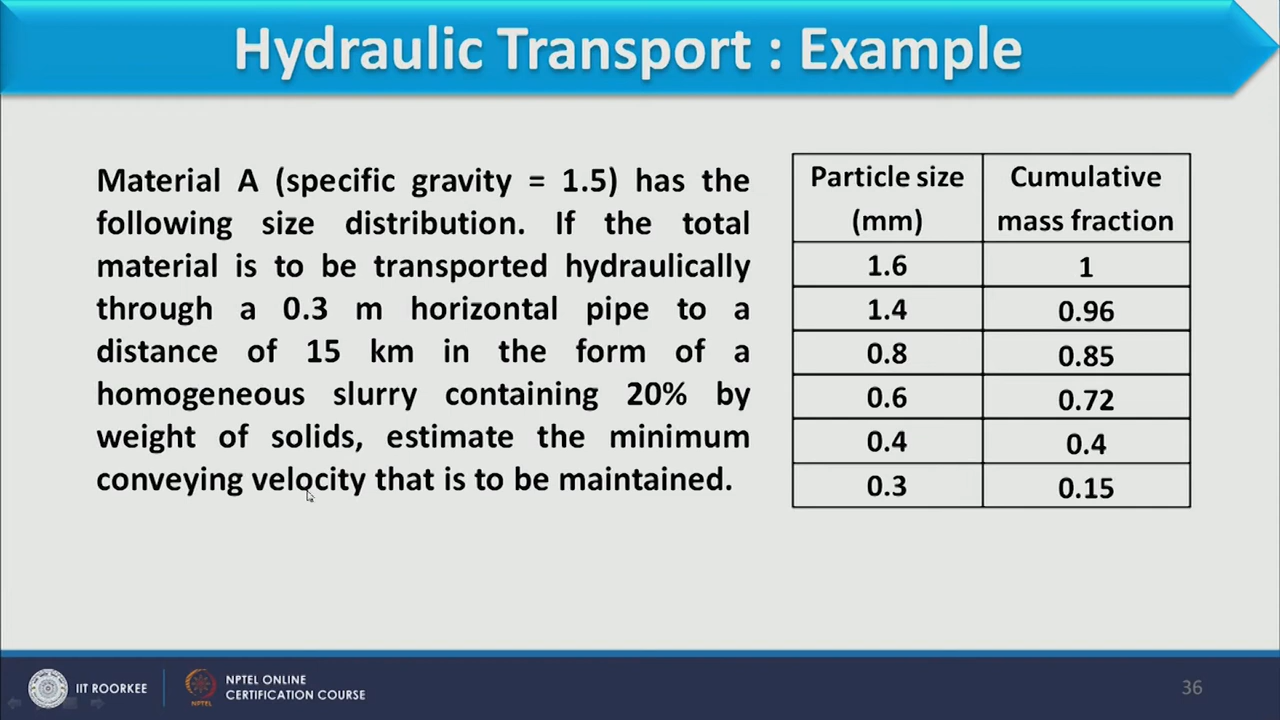 Hydraulic Transport : Example
Material A (specific gravity = 1.5) has the
following size distribution. If the total
material is to be transported hydraulically
through a 0.3 m horizontal pipe to a
distance of 15 km in the form of a
homogeneous slurry containing 20% by
weight of solids, estimate the minimum
conveying velocity that is to be maintained.
Particle size (mm) Cumulative mass fraction
1.6 1
1.4 0.96
0.8 0.85
0.6 0.72
0.4 0.4
0.3 0.15
IIT ROORKEE
NPTEL
NPTEL ONLINE
CERTIFICATION COURSE
36